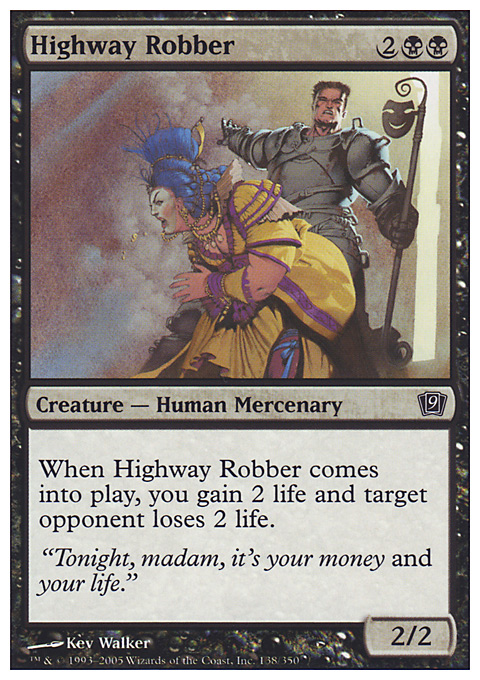 Highway Robber 2
Creature — Human Mercenary 9
When Highway Robber comes
into play, you gain 2 life and target
opponent loses 2 life.
“Tonight, madam, it’s your money and
your life.”
Kev Walker
2/2
™ & © 1993–2005 Wizards of the Coast, Inc. 138/350